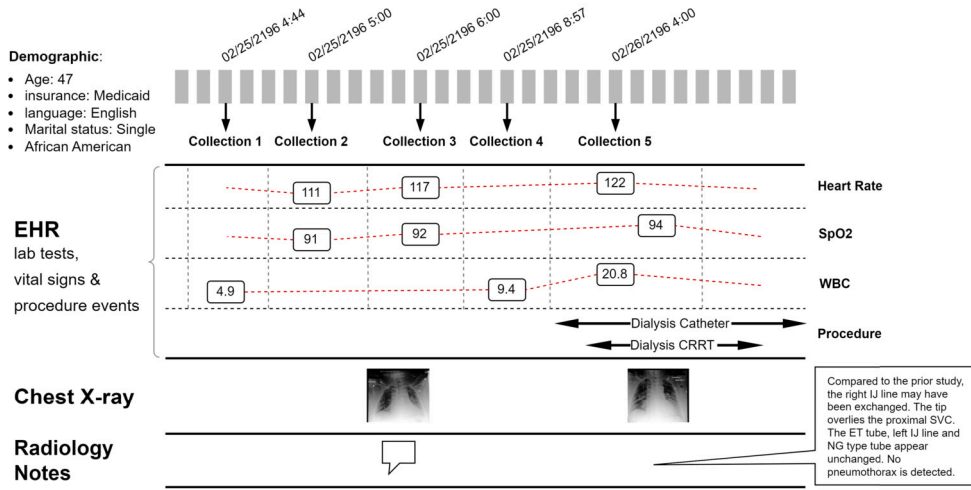 02/25/2196 4:44
02/25/2196 5:00
02/25/2196 6:00
02/25/2196 8:57
02/26/2196 4:00
Demographic:
• Age: 47
• insurance: Medicaid
• language: English
• Marital status: Single
• African American
Collection 1
Collection 2
Collection 3
Collection 4
Collection 5
EHR
lab tests,
vital signs &
procedure events
111
117
122
Heart Rate
91
92
94
SpO2
4.9
9.4
20.8
WBC
Dialysis Catheter
Dialysis CRRT
Procedure
Chest X-ray
Compared to the prior study,
the right IJ line may have
been exchanged. The tip
overlies the proximal SVC.
The ET tube, left IJ line and
NG type tube appear
unchanged. No
pneumothorax is detected.
Radiology
Notes